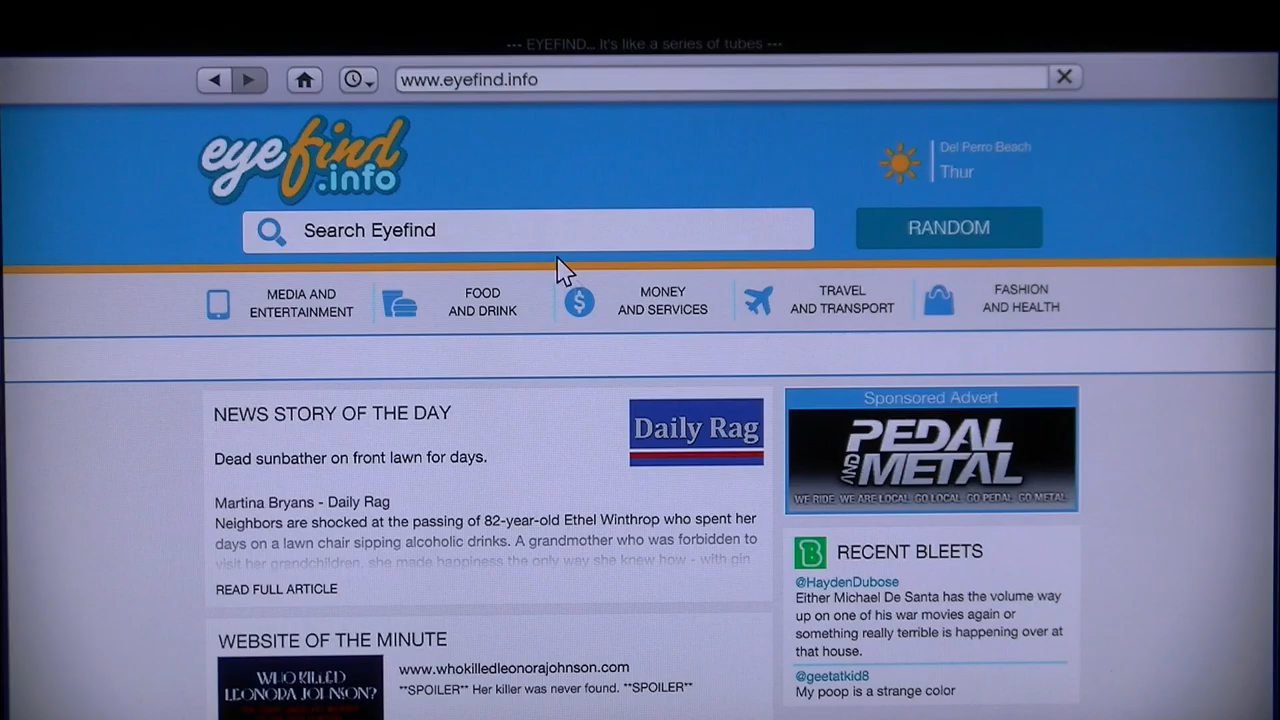 --- EYEFIND... It's like a series of tubes ---
www.eyefind.info
eyefind
.info
Del Perro Beach
Thur
Search Eyefind
RANDOM
MEDIA AND
ENTERTAINMENT
FOOD
AND DRINK
MONEY
AND SERVICES
TRAVEL
AND TRANSPORT
FASHION
AND HEALTH
NEWS STORY OF THE DAY
Daily Rag
Dead sunbather on front lawn for days.
Martina Bryans - Daily Rag
Neighbors are shocked at the passing of 82-year-old Ethel Winthrop who spent her
days on a lawn chair sipping alcoholic drinks. A grandmother who was forbidden to
visit her grandchildren, she made happiness the only way she knew how - with gin
READ FULL ARTICLE
WEBSITE OF THE MINUTE
WHO KILLED
LEONORA JOHNSON?
www.whokilledleonorajohnson.com
**SPOILER** Her killer was never found. **SPOILER**
Sponsored Advert
PEDAL
AND METAL
WE RIDE. WE ARE LOCAL. GO LOCAL. GO PEDAL. GO METAL.
RECENT BLEETS
@HaydenDubose
Either Michael De Santa has the volume way
up on one of his war movies again or
something really terrible is happening over at
that house.
@geetatkid8
My poop is a strange color